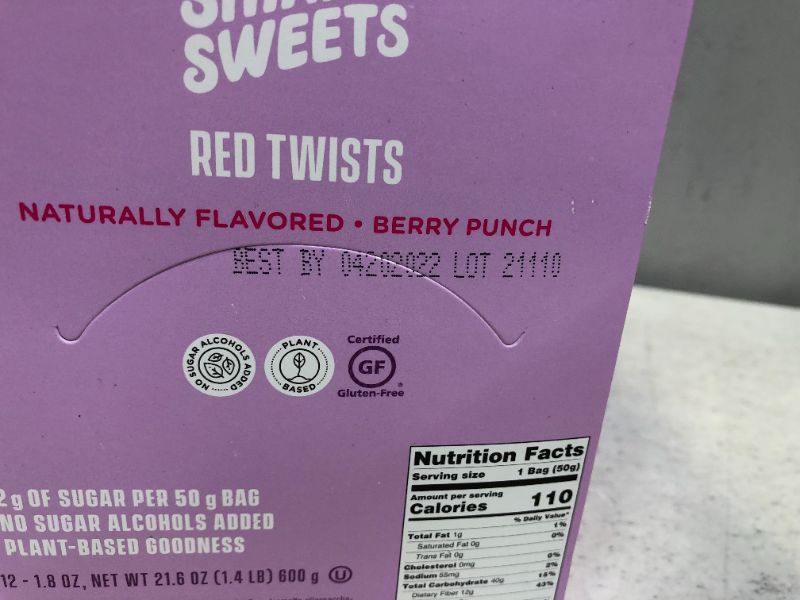 SWEETS
RED TWISTS
NATURALLY FLAVORED • BERRY PUNCH
BEST BY 04202022 LOT 21110
NO SUGAR ALCOHOLS ADDED
PLANT BASED
Certified
GF
Gluten-Free
2g OF SUGAR PER 50 g BAG
NO SUGAR ALCOHOLS ADDED
PLANT-BASED GOODNESS
12 - 1.8 OZ, NET WT 21.6 OZ (1.4 LB) 600 g U
Nutrition Facts
Serving size 1 Bag (50g)
Amount per serving
Calories 110
% Daily Value*
Total Fat 1g 1%
Saturated Fat 0g 0%
Trans Fat 0g
Cholesterol 0mg 0%
Sodium 55mg 2%
Total Carbohydrate 40g 15%
Dietary Fiber 12g 43%